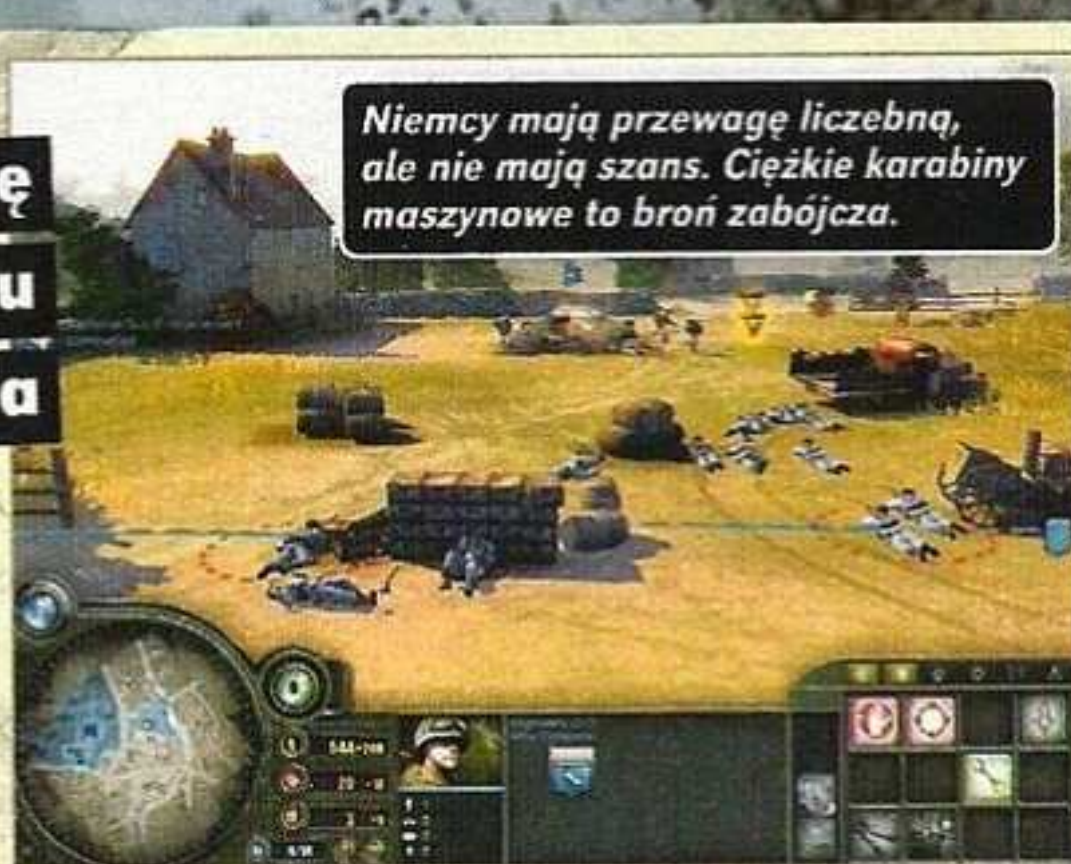 Niemcy mają przewagę liczebną,
ale nie mają szans. Ciężkie karabiny
maszynowe to broń zabójcza.
ę
u
a